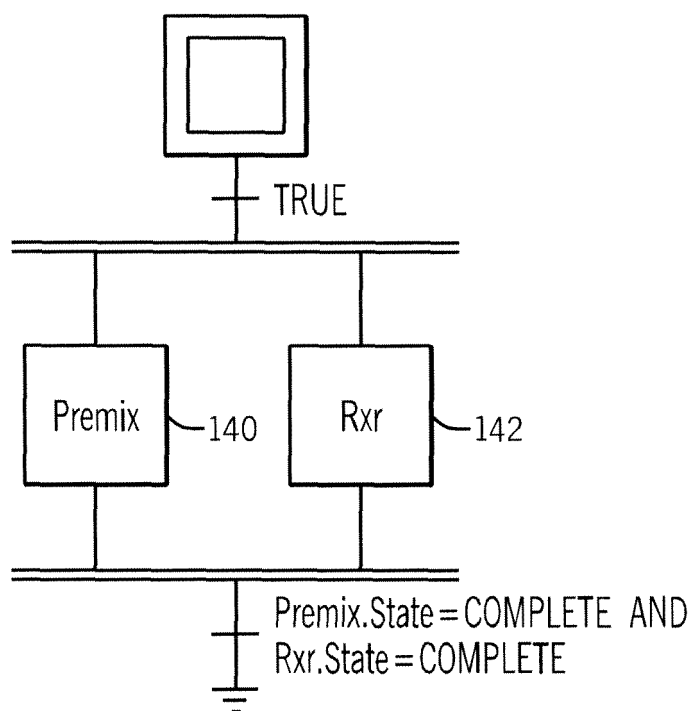 TRUE
Premix
140
Rxr
142
Premix.State = COMPLETE AND
Rxr.State = COMPLETE